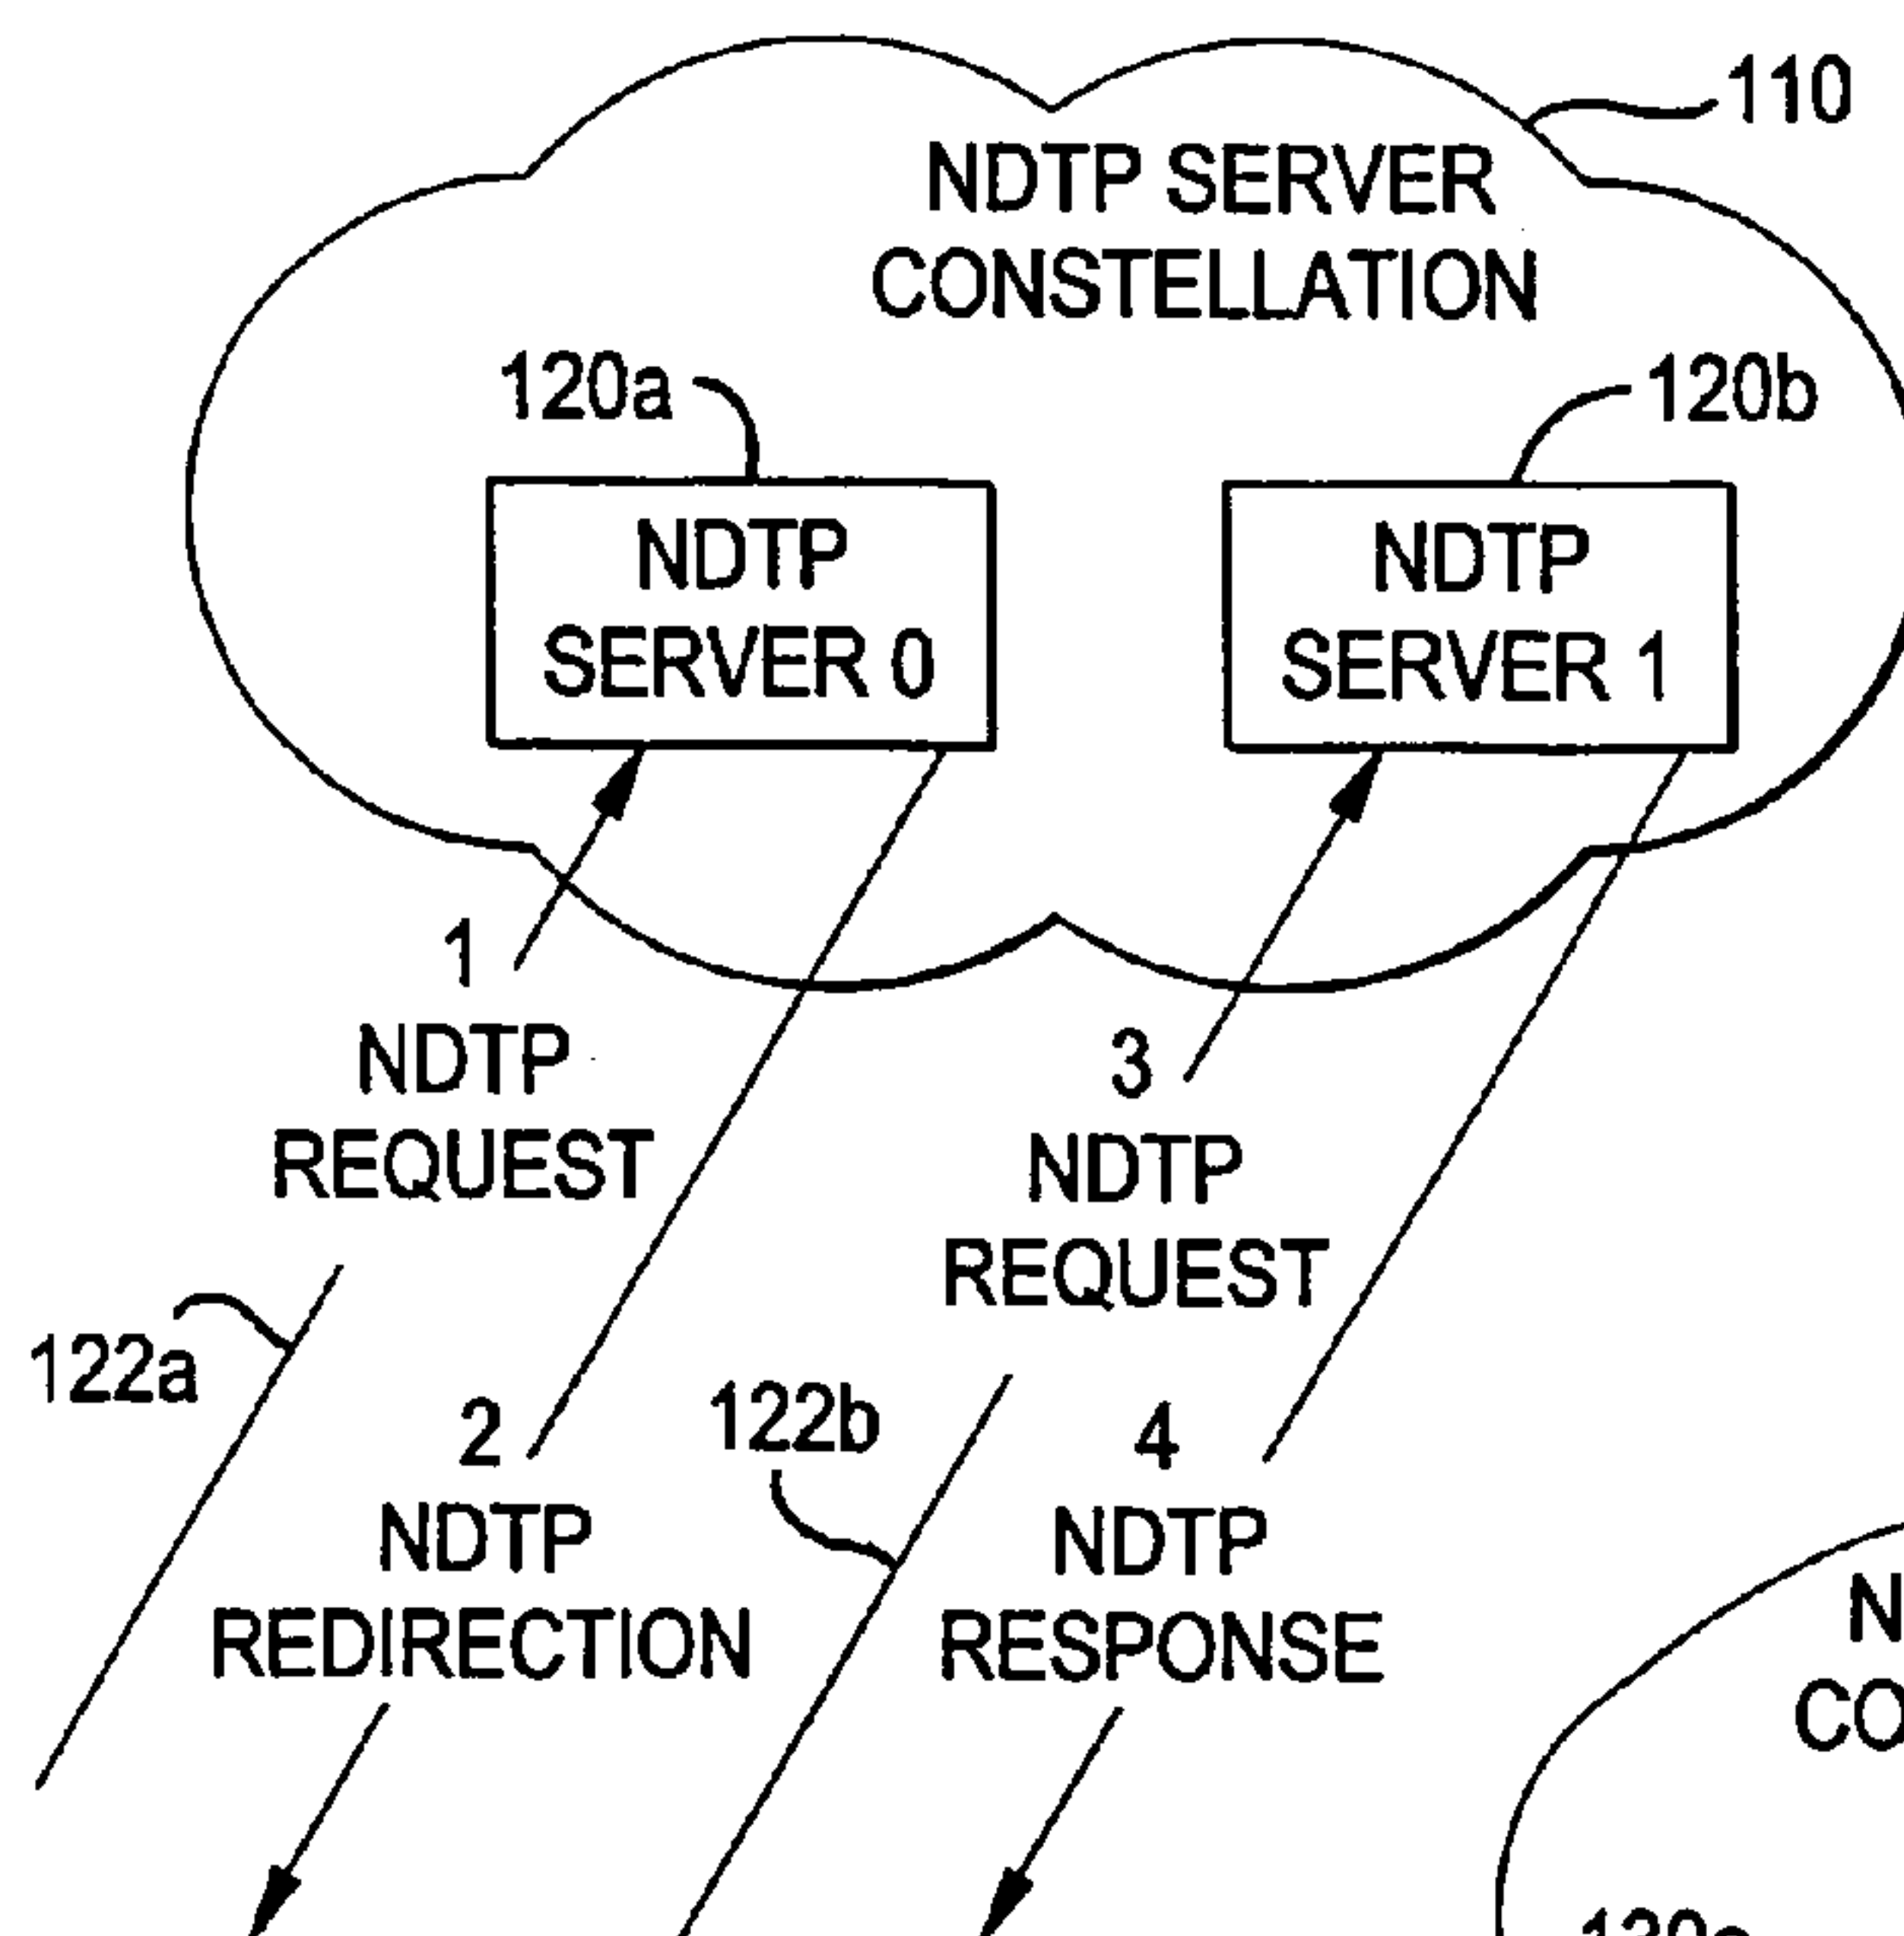 110
NDTP SERVER
CONSTELLATION
120a
120b
NDTP
SERVER 0
NDTP
SERVER 1
1
NDTP
REQUEST
3
NDTP
REQUEST
122a
2
NDTP
REDIRECTION
122b
4
NDTP
RESPONSE